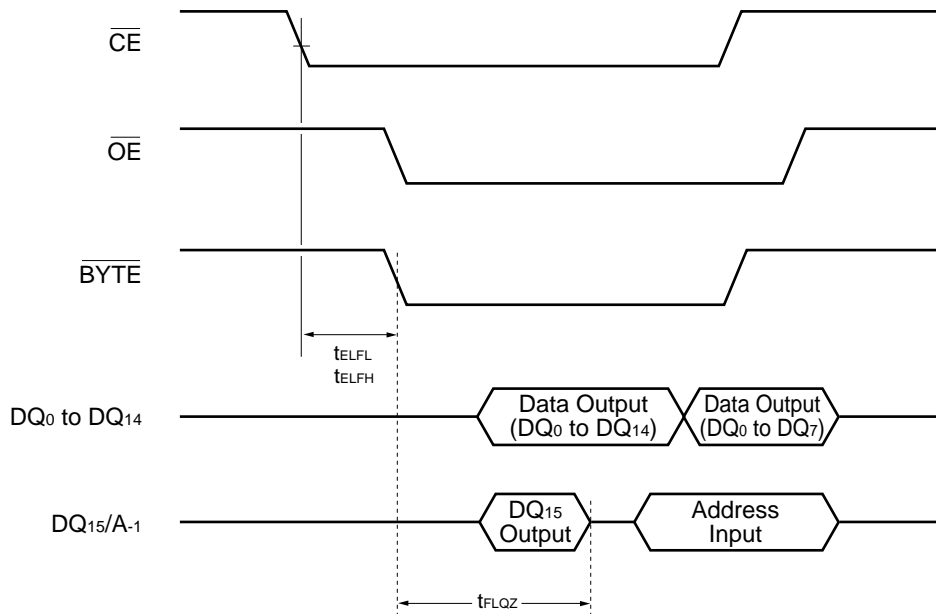 CE
OE
BYTE
tELFL
tELFH
DQ0 to DQ14
Data Output
(DQ0 to DQ14)
Data Output
(DQ0 to DQ7)
DQ15/A-1
DQ15
Output
Address
Input
tFLQZ